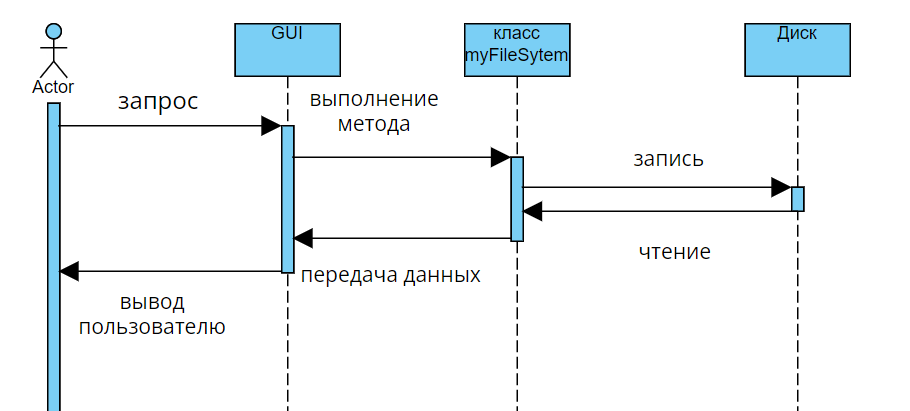 GUI
класс
myFileSytem
Диск
Actor
запрос
выполнение
метода
запись
чтение
передача данных
вывод
пользователю